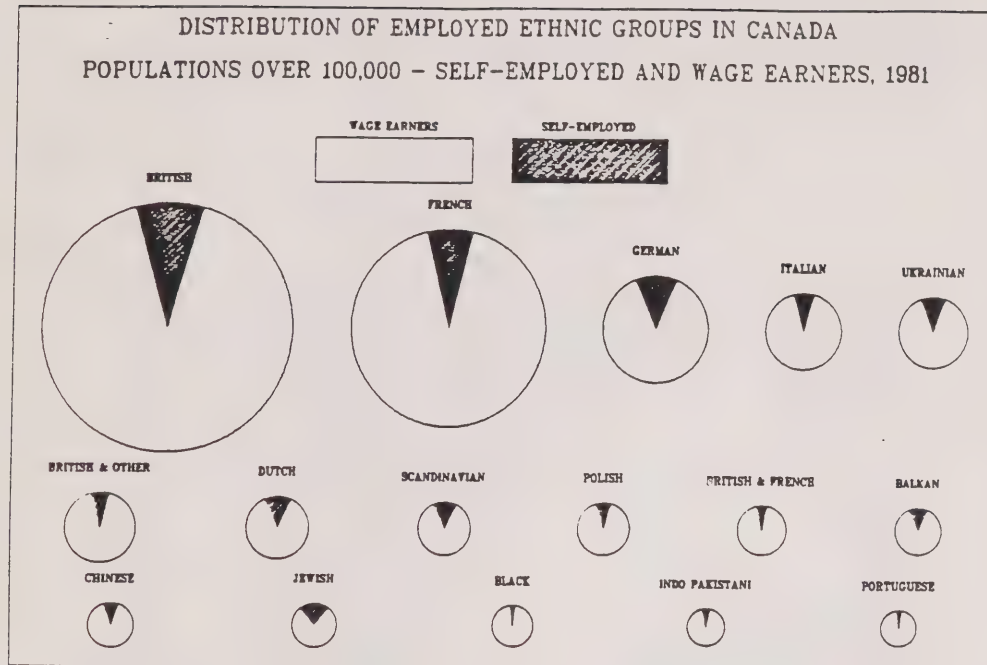 DISTRIBUTION OF EMPLOYED ETHNIC GROUPS IN CANADA
POPULATIONS OVER 100,000 – SELF-EMPLOYED AND WAGE EARNERS, 1981
WAGE EARNERS
SELF-EMPLOYED
BRITISH
FRENCH
GERMAN
ITALIAN
UKRAINIAN
BRITISH & OTHER
DUTCH
SCANDINAVIAN
POLISH
BRITISH & FRENCH
BALKAN
CHINESE
JEWISH
BLACK
INDO PAKISTANI
PORTUGUESE